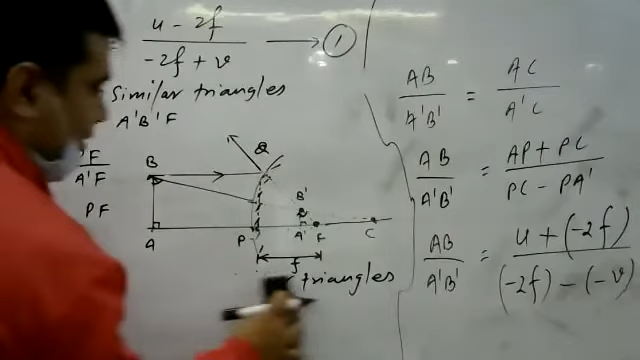 u - 2f
-2f + v → 1
Similar triangles
A'B'F
'F
A'F
PF
B
A
Q
P
B'
A'
F
C
f
triangles
AB / A'B' = AC / A'C
AB / A'B' = AP + PC / PC - PA'
AB / A'B' = u + (-2f) / (-2f) - (-v)